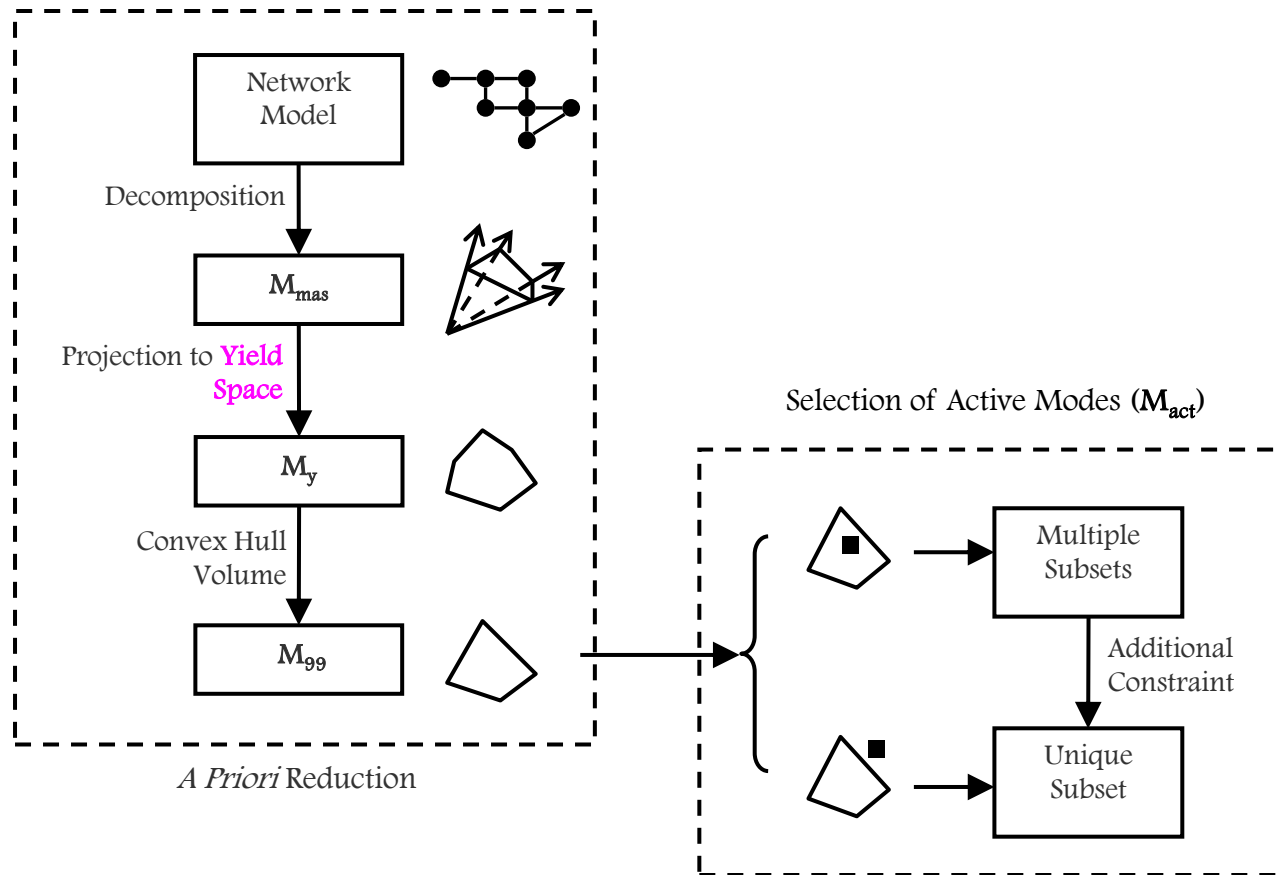 Network
Model
Decomposition
M_mas
Projection to Yield
Space
M_y
Convex Hull
Volume
M_99
A Priori Reduction
Selection of Active Modes (M_act)
Multiple
Subsets
Additional
Constraint
Unique
Subset